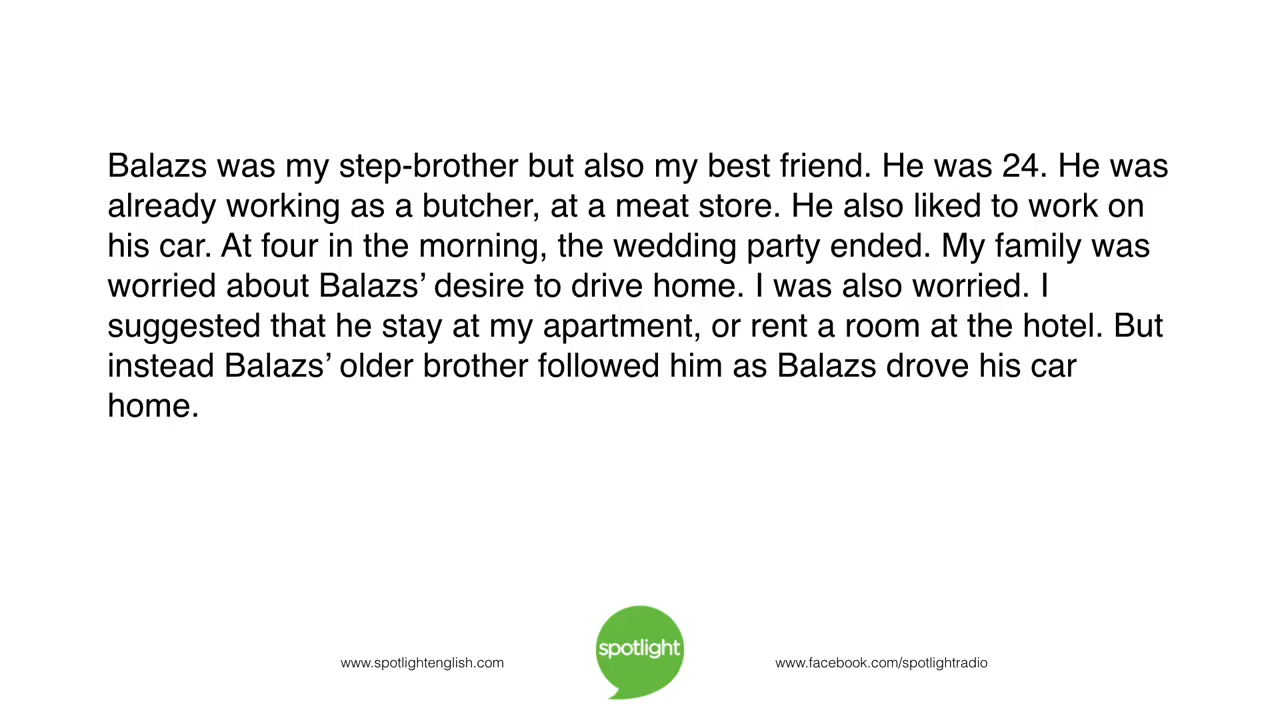 Balazs was my step-brother but also my best friend. He was 24. He was
already working as a butcher, at a meat store. He also liked to work on
his car. At four in the morning, the wedding party ended. My family was
worried about Balazs’ desire to drive home. I was also worried. I
suggested that he stay at my apartment, or rent a room at the hotel. But
instead Balazs’ older brother followed him as Balazs drove his car
home.
www.spotlightenglish.com
spotlight
www.facebook.com/spotlightradio